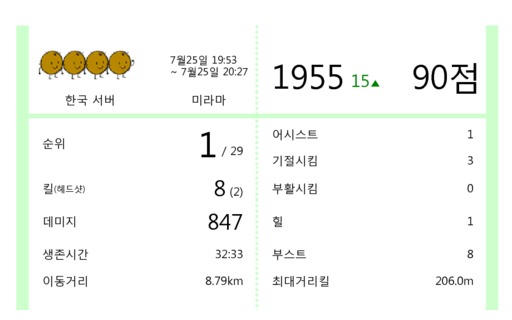 7월25일 19:53
~ 7월25일 20:27
한국 서버
미라마
1955 15▲ 90점
순위 1 / 29
킬(헤드샷) 8 (2)
데미지 847
생존시간 32:33
이동거리 8.79km
어시스트 1
기절시킴 3
부활시킴 0
힐 1
부스트 8
최대거리킬 206.0m